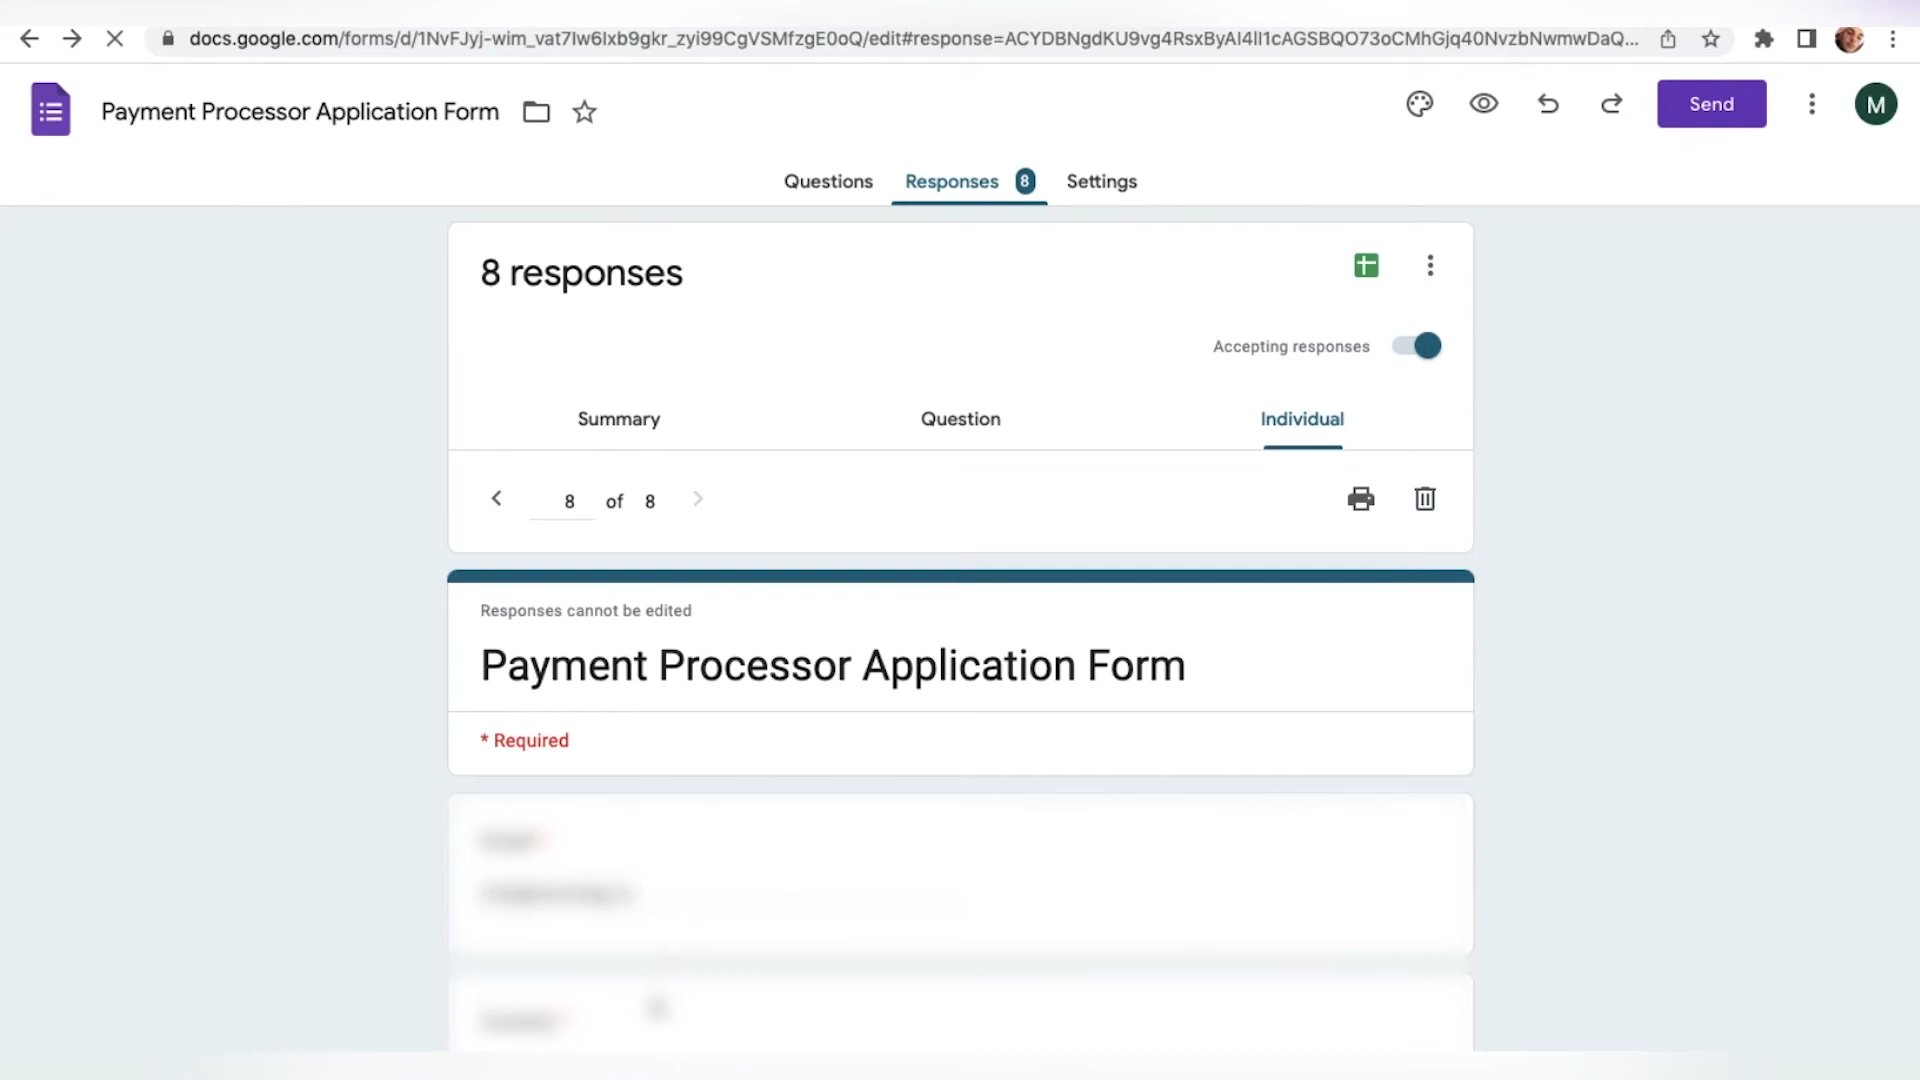 docs.google.com/forms/d/1NvFJyj-wim_vat7Iw6Ixb9gkr_zyi99CgVSMfzgE0oQ/edit#response=ACYDBNgdKU9vg4RsxByAI4Il1cAGSBQO73oCMhGjq40NvzbNwmwDaQ...
Payment Processor Application Form
Send
M
Questions
Responses 8
Settings
8 responses
Accepting responses
Summary
Question
Individual
8 of 8
Responses cannot be edited
Payment Processor Application Form
* Required